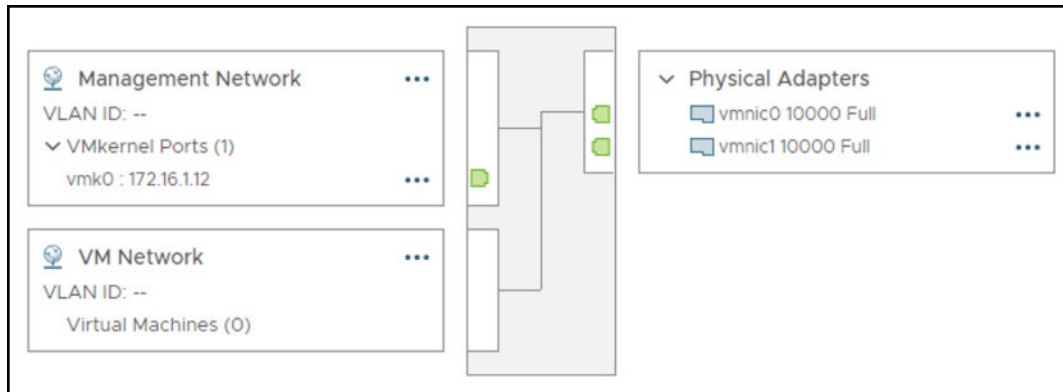 Management Network
VLAN ID: --
VMkernel Ports (1)
vmk0 : 172.16.1.12
VM Network
VLAN ID: --
Virtual Machines (0)
Physical Adapters
vmnic0 10000 Full
vmnic1 10000 Full